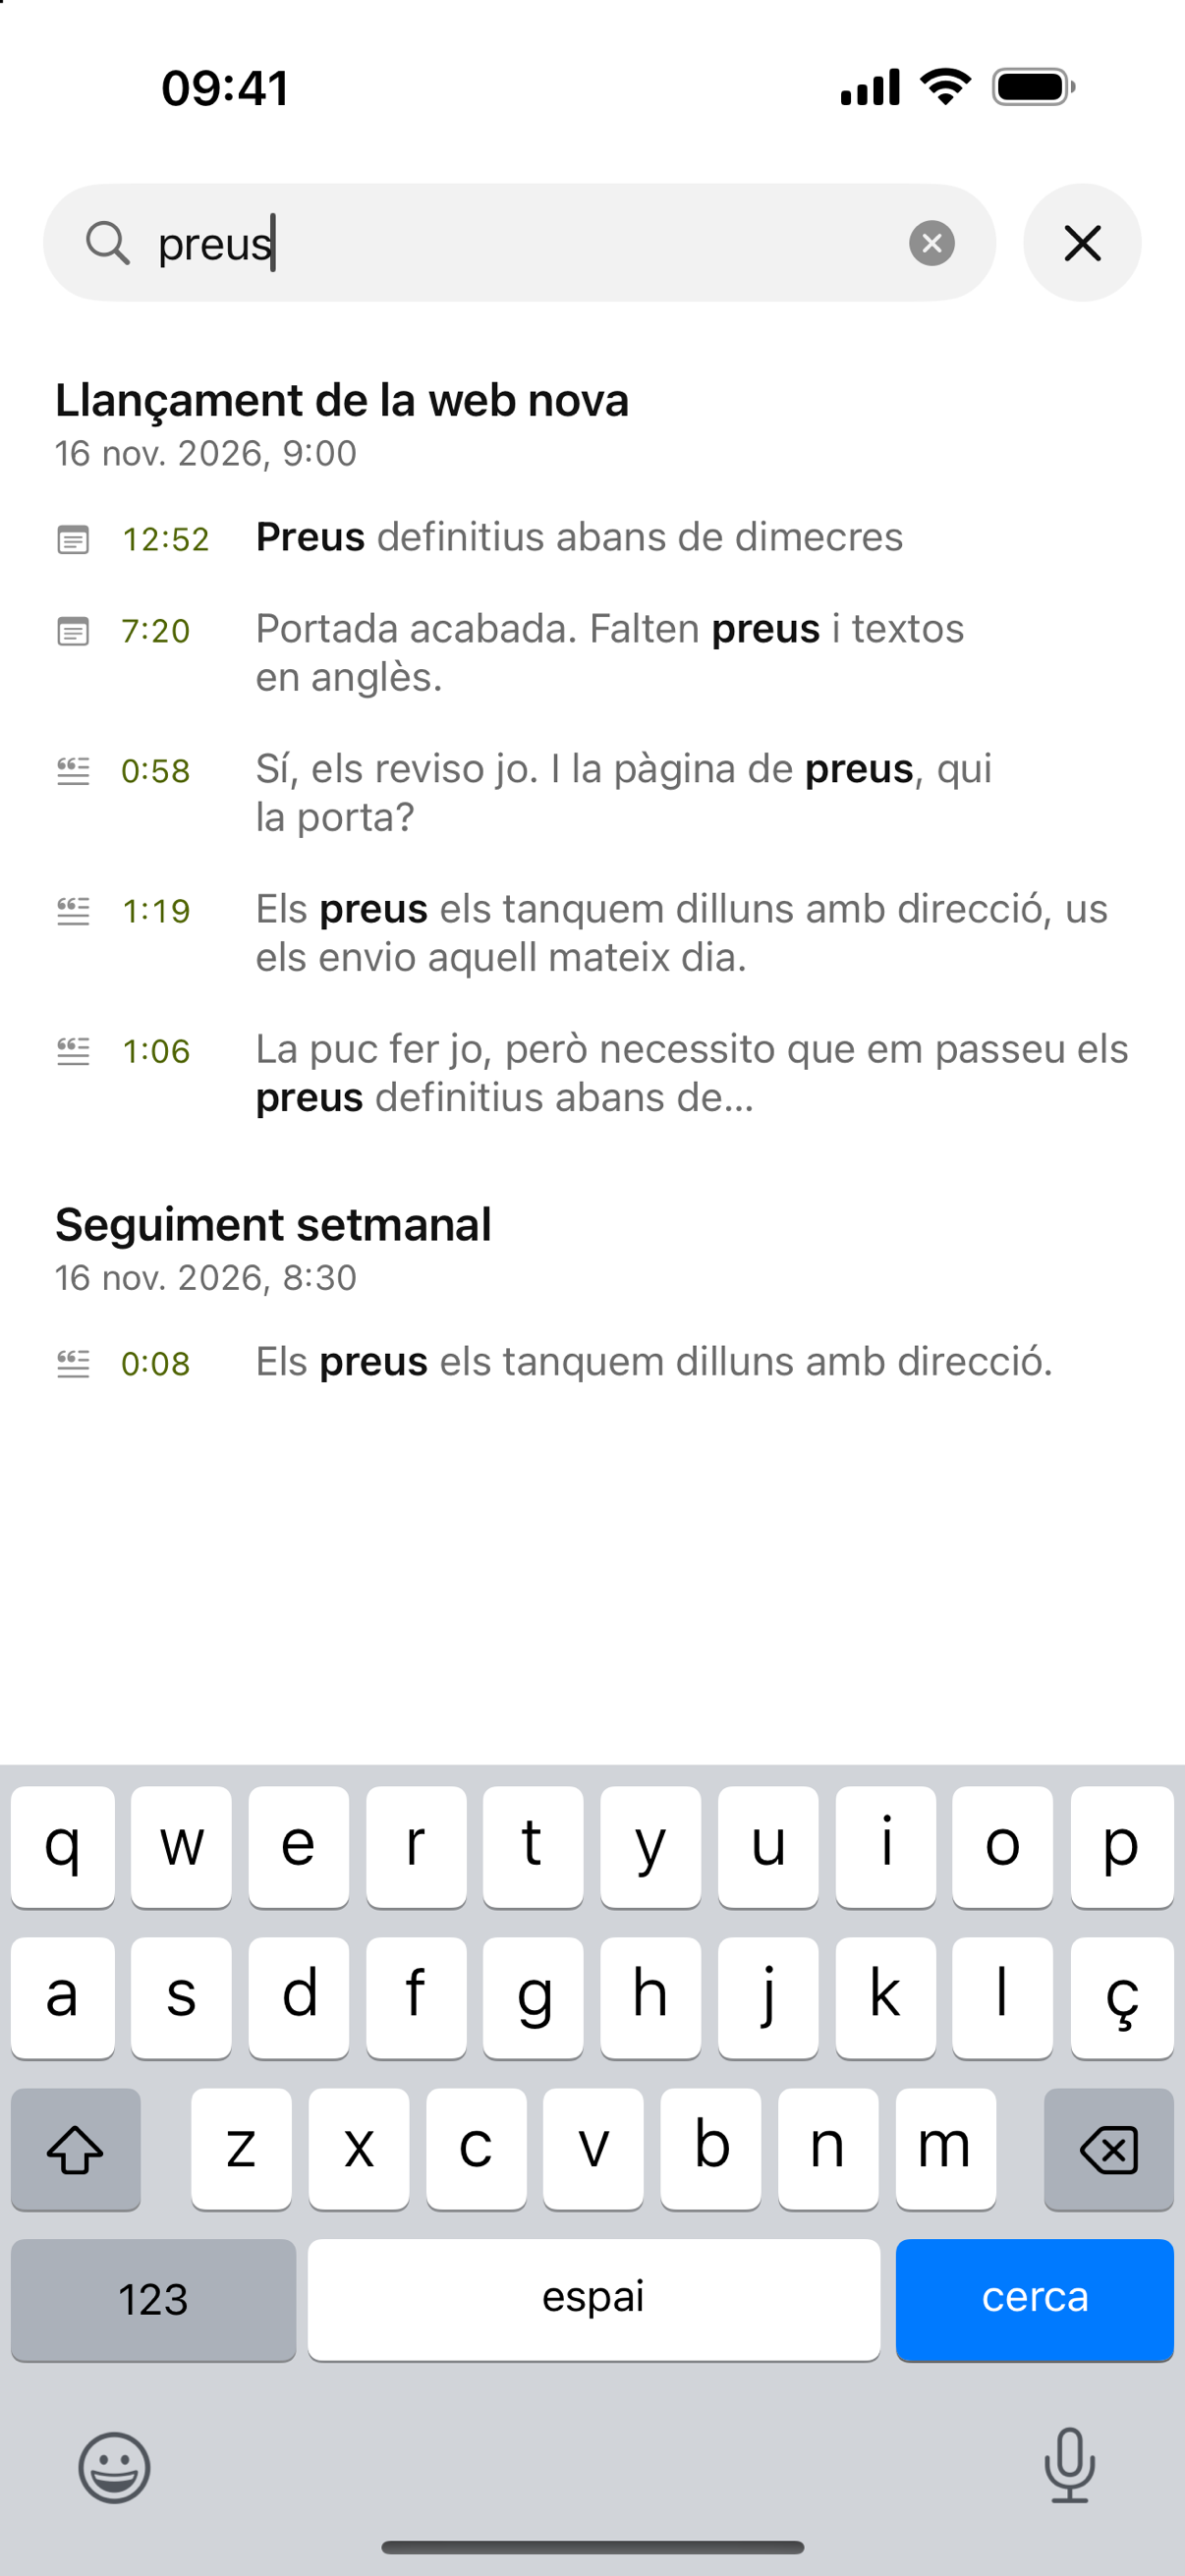 09:41
preus
Llançament de la web nova
16 nov. 2026, 9:00
12:52 Preus definitius abans de dimecres
7:20 Portada acabada. Falten preus i textos
en anglès.
0:58 Sí, els reviso jo. I la pàgina de preus, qui
la porta?
1:19 Els preus els tanquem dilluns amb direcció, us
els envio aquell mateix dia.
1:06 La puc fer jo, però necessito que em passeu els
preus definitius abans de...
Seguiment setmanal
16 nov. 2026, 8:30
0:08 Els preus els tanquem dilluns amb direcció.
q w e r t y u i o p
a s d f g h j k l ç
z x c v b n m
123 espai cerca